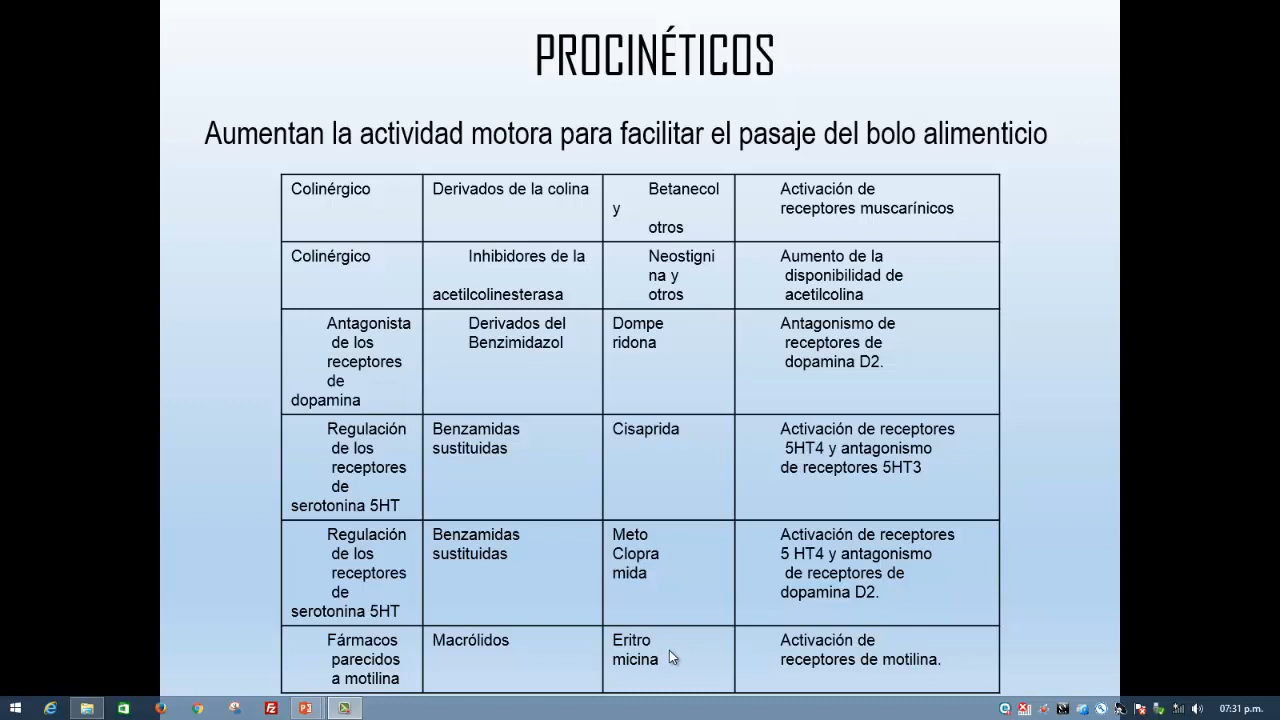 PROCINÉTICOS
Aumentan la actividad motora para facilitar el pasaje del bolo alimenticio
Colinérgico
Derivados de la colina
Betanecol
y
otros
Activación de
receptores muscarínicos
Colinérgico
Inhibidores de la
acetilcolinesterasa
Neostigni
na y
otros
Aumento de la
disponibilidad de
acetilcolina
Antagonista
de los
receptores
de
dopamina
Derivados del
Benzimidazol
Dompe
ridona
Antagonismo de
receptores de
dopamina D2.
Regulación
de los
receptores
de
serotonina 5HT
Benzamidas
sustituidas
Cisaprida
Activación de receptores
5HT4 y antagonismo
de receptores 5HT3
Regulación
de los
receptores
de
serotonina 5HT
Benzamidas
sustituidas
Meto
Clopra
mida
Activación de receptores
5 HT4 y antagonismo
de receptores de
dopamina D2.
Fármacos
parecidos
a motilina
Macrólidos
Eritro
micina
Activación de
receptores de motilina.
07:31 p.m.